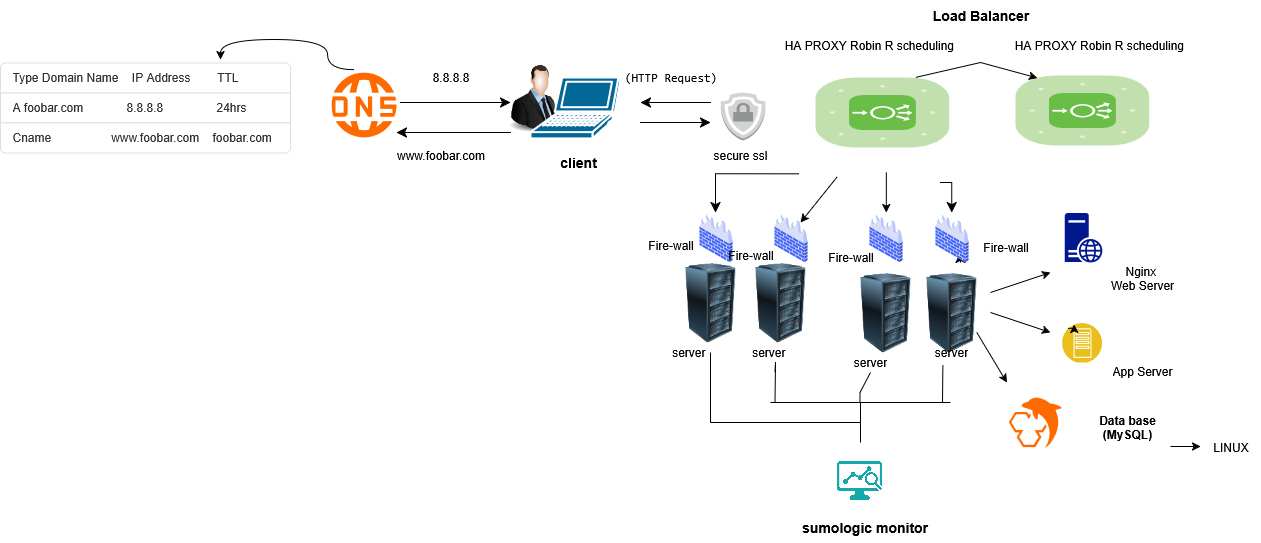 Load Balancer
HA PROXY Robin R scheduling
HA PROXY Robin R scheduling
Type Domain Name IP Address TTL
A foobar.com 8.8.8.8 24hrs
Cname www.foobar.com foobar.com
DNS
8.8.8.8
www.foobar.com
client
(HTTP Request)
secure ssl
Fire-wall
Fire-wall
Fire-wall
Fire-wall
server
server
server
server
Nginx
Web Server
App Server
Data base
(MySQL)
LINUX
sumologic monitor